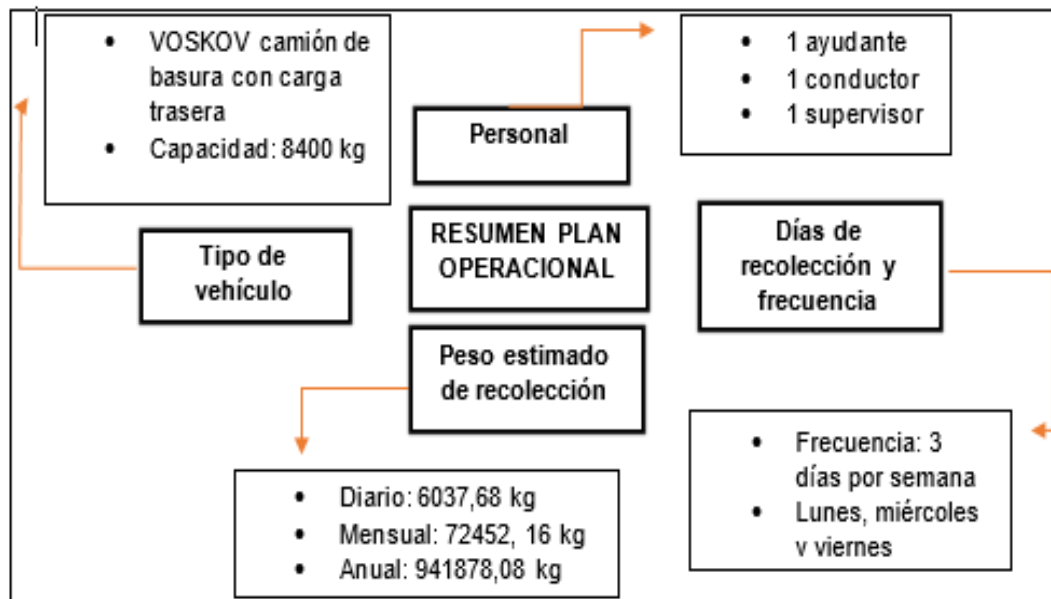 • VOSKOV camión de
basura con carga
trasera
• Capacidad: 8400 kg
• 1 ayudante
• 1 conductor
• 1 supervisor
Personal
Tipo de
vehículo
RESUMEN PLAN
OPERACIONAL
Días de
recolección y
frecuencia
Peso estimado
de recolección
• Diario: 6037,68 kg
• Mensual: 72452, 16 kg
• Anual: 941878,08 kg
• Frecuencia: 3
días por semana
• Lunes, miércoles
y viernes